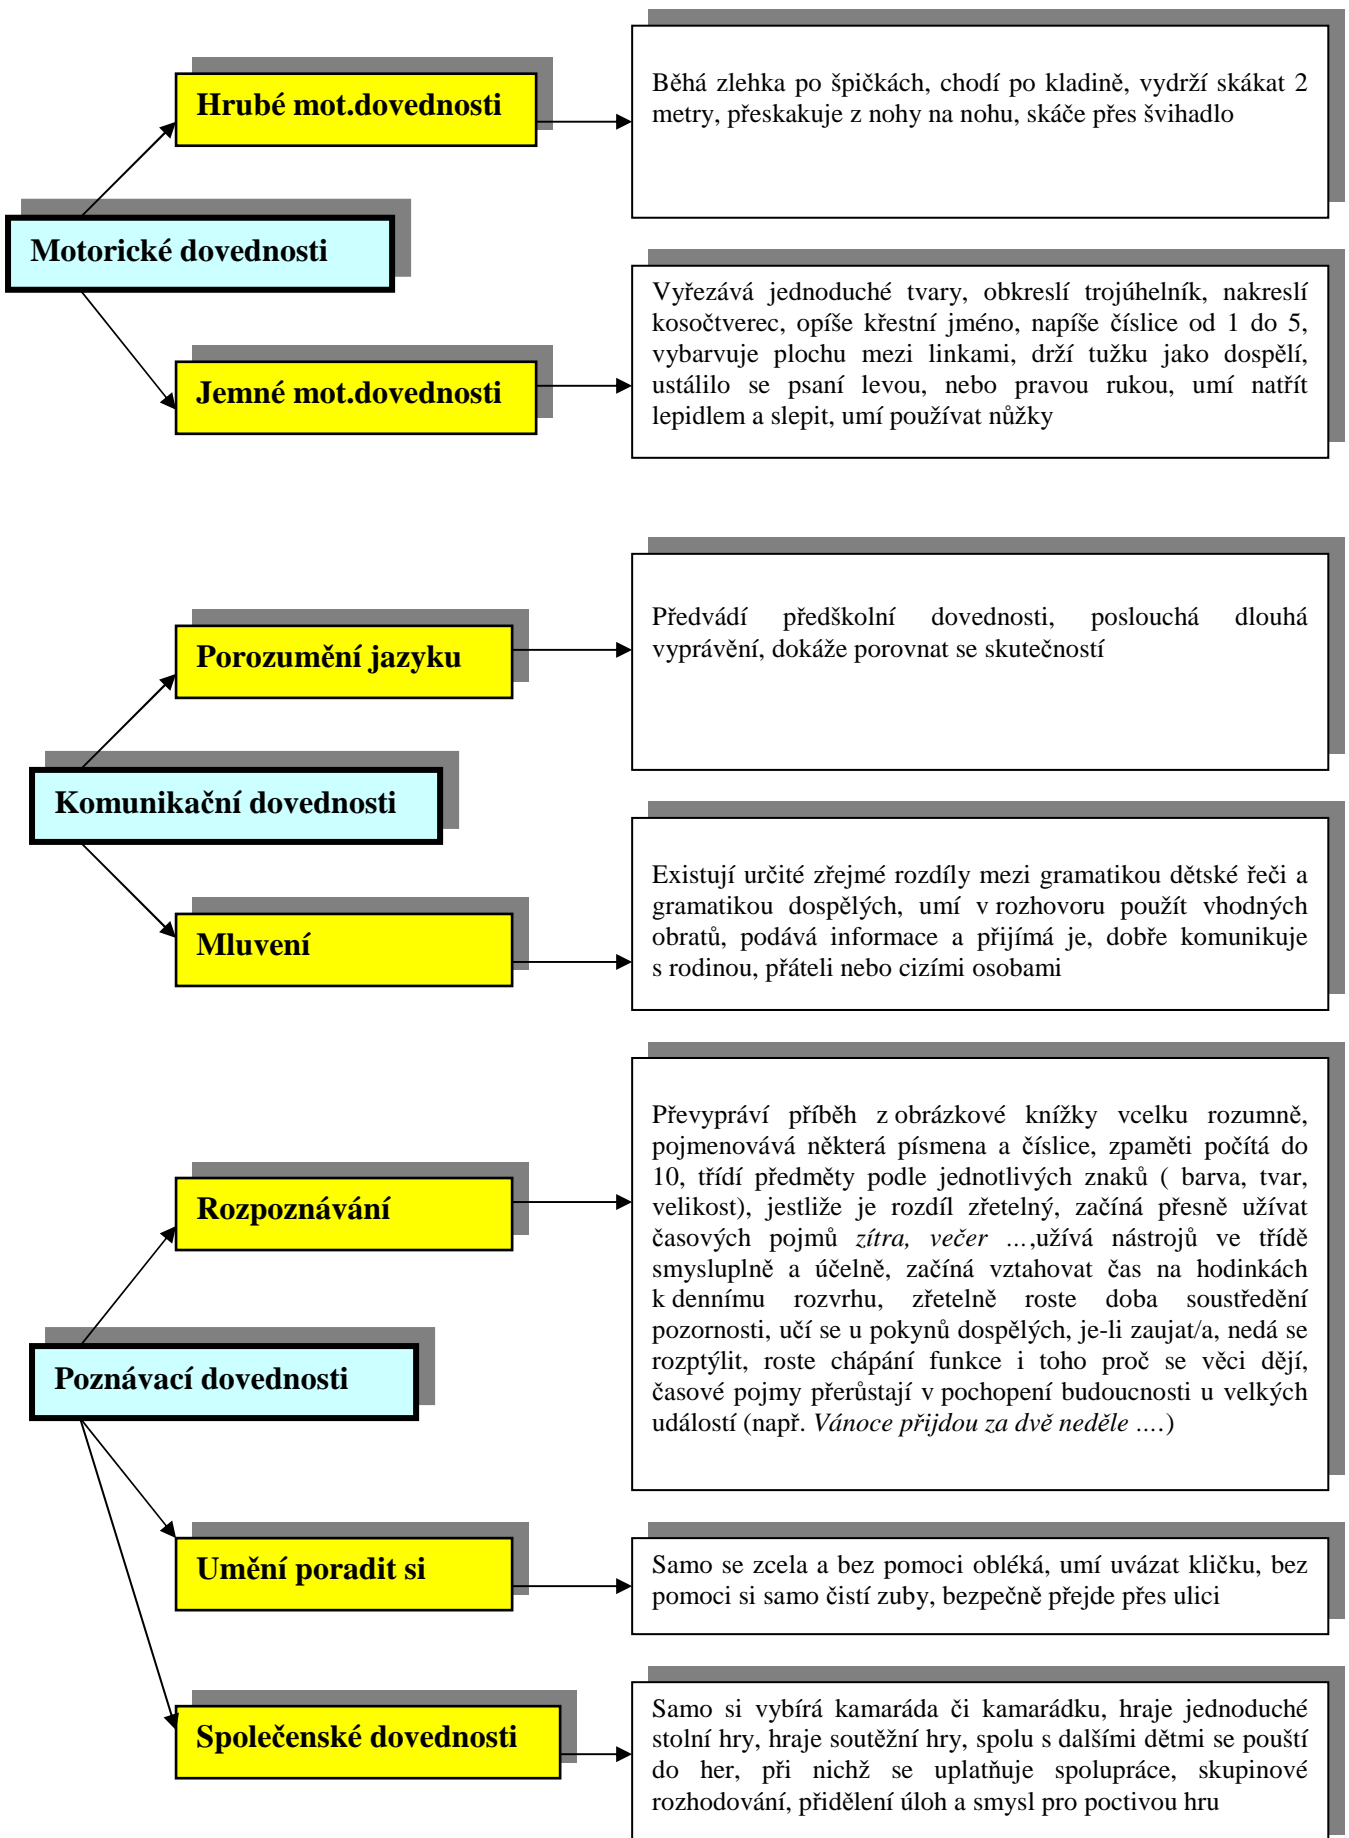 Hrubé mot.dovednosti
Běhá zlehka po špičkách, chodí po kladině, vydrží skákat 2
metry, přeskakuje z nohy na nohu, skáče přes švihadlo
Motorické dovednosti
Jemné mot.dovednosti
Vyřezává jednoduché tvary, obkreslí trojúhelník, nakreslí
kosočtverec, opíše křestní jméno, napíše číslice od 1 do 5,
vybarvuje plochu mezi linkami, drží tužku jako dospělí,
ustálilo se psaní levou, nebo pravou rukou, umí natřít
lepidlem a slepit, umí používat nůžky
Porozumění jazyku
Předvádí předškolní dovednosti, poslouchá dlouhá
vyprávění, dokáže porovnat se skutečností
Komunikační dovednosti
Mluvení
Existují určité zřejmé rozdíly mezi gramatikou dětské řeči a
gramatikou dospělých, umí v rozhovoru použít vhodných
obratů, podává informace a přijímá je, dobře komunikuje
s rodinou, přáteli nebo cizími osobami
Rozpoznávání
Převypráví příběh z obrázkové knížky vcelku rozumně,
pojmenovává některá písmena a číslice, zpaměti počítá do
10, třídí předměty podle jednotlivých znaků ( barva, tvar,
velikost), jestliže je rozdíl zřetelný, začíná přesně užívat
časových pojmů zítra, večer …,užívá nástrojů ve třídě
smysluplně a účelně, začíná vztahovat čas na hodinkách
k dennímu rozvrhu, zřetelně roste doba soustředění
pozornosti, učí se u pokynů dospělých, je-li zaujat/a, nedá se
rozptýlit, roste chápání funkce i toho proč se věci dějí,
časové pojmy přerůstají v pochopení budoucnosti u velkých
událostí (např. Vánoce přijdou za dvě neděle ….)
Poznávací dovednosti
Umění poradit si
Samo se zcela a bez pomoci obléká, umí uvázat kličku, bez
pomoci si samo čistí zuby, bezpečně přejde přes ulici
Společenské dovednosti
Samo si vybírá kamaráda či kamarádku, hraje jednoduché
stolní hry, hraje soutěžní hry, spolu s dalšími dětmi se pouští
do her, při nichž se uplatňuje spolupráce, skupinové
rozhodování, přidělení úloh a smysl pro poctivou hru